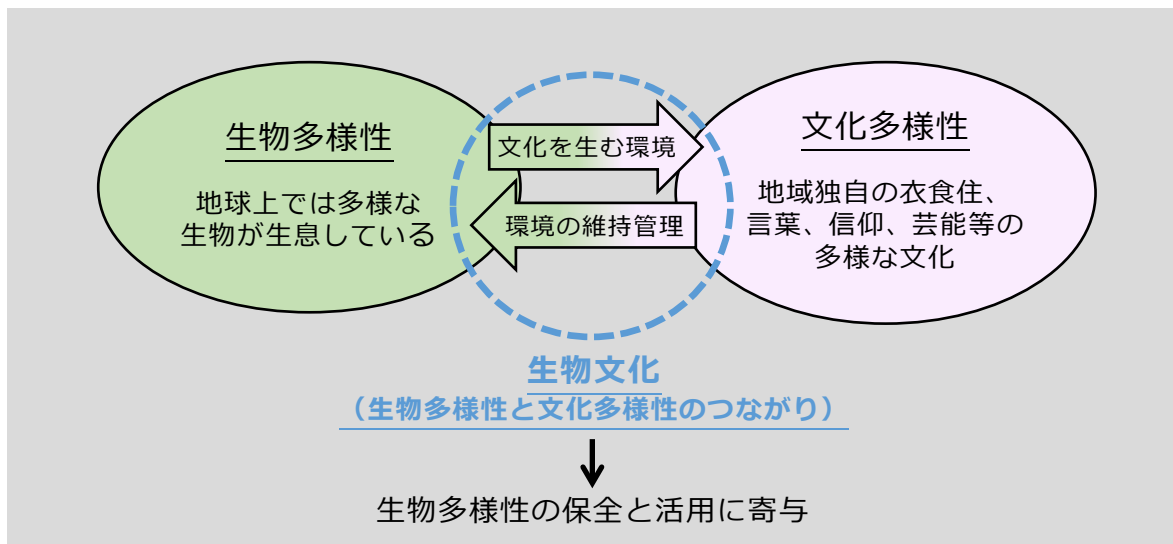 生物多様性
地球上では多様な
生物が生息している
文化を生む環境
環境の維持管理
文化多様性
地域独自の衣食住、
言葉、信仰、芸能等の
多様な文化
生物文化
（生物多様性と文化多様性のつながり）
生物多様性の保全と活用に寄与